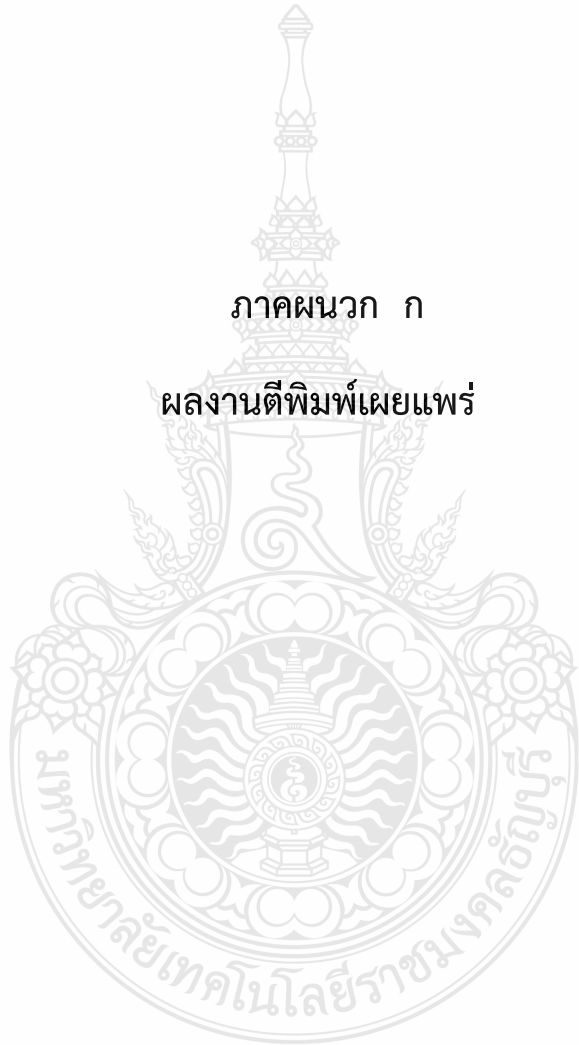 ภาคผนวก ก
ผลงานตีพิมพ์เผยแพร่
มหาวิทยาลัยเทคโนโลยีราชมงคลธัญบุรี